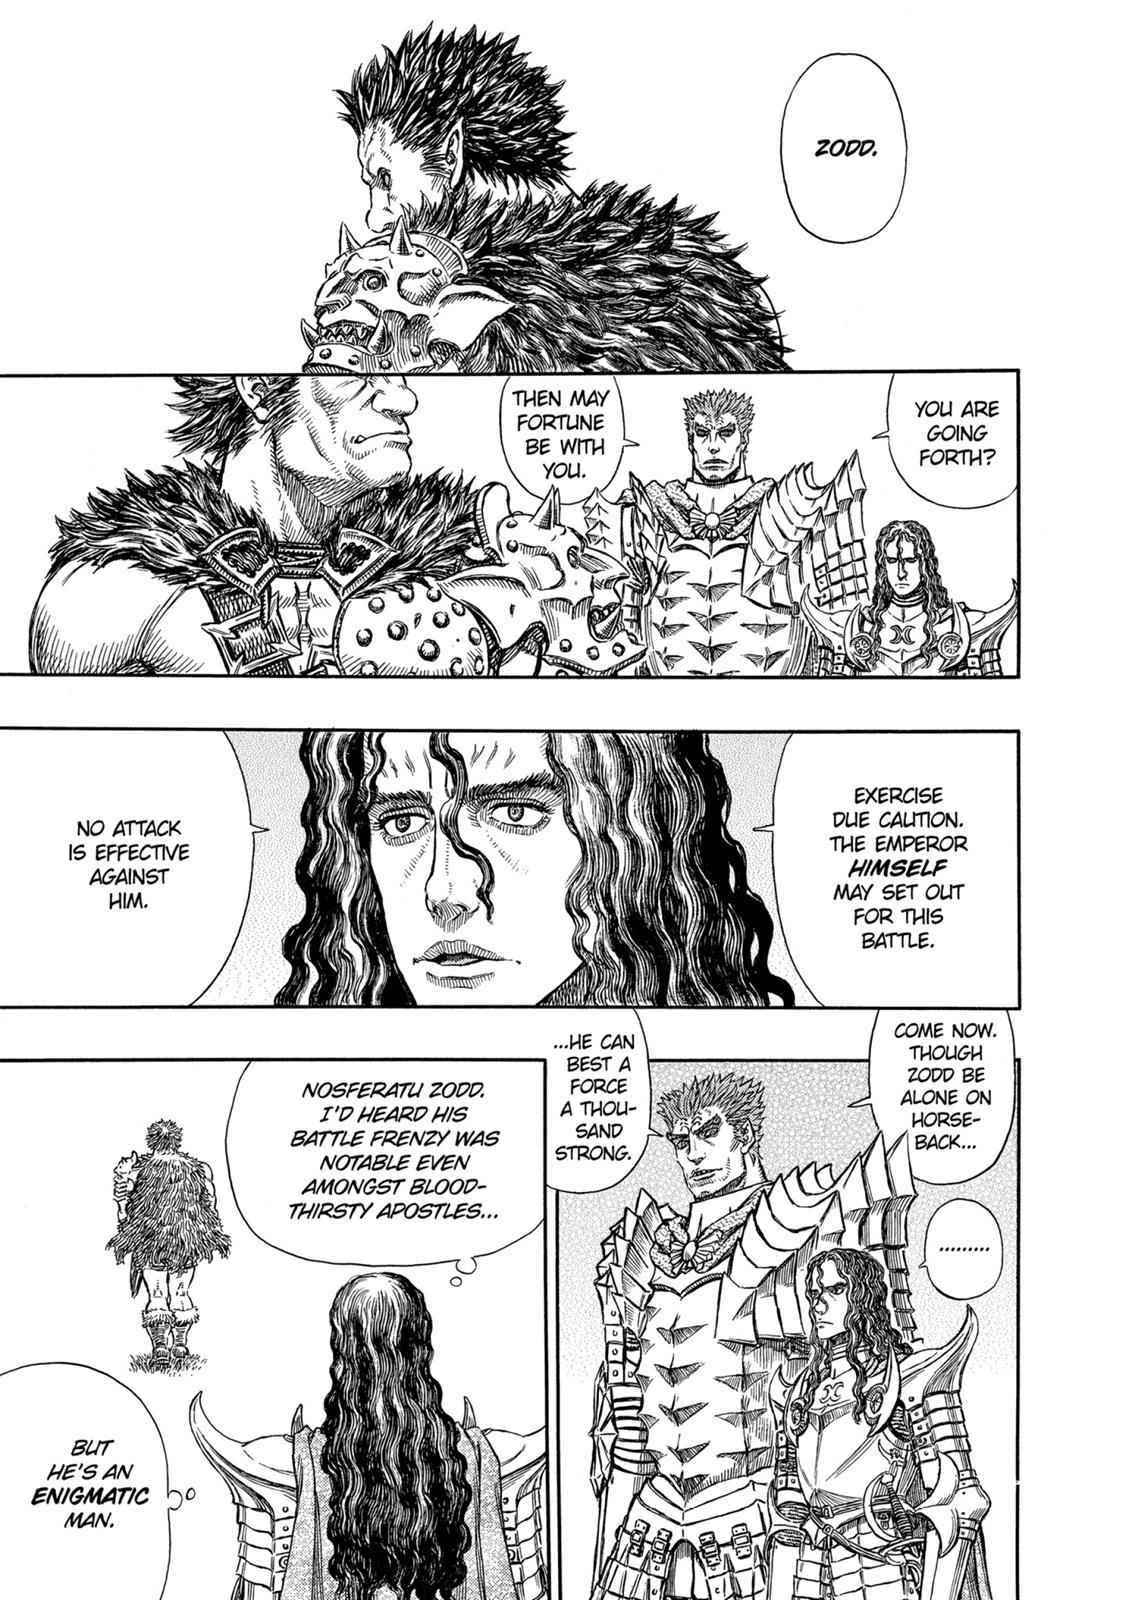 ZODD.
YOU ARE
GOING
FORTH?
THEN MAY
FORTUNE
BE WITH
YOU.
EXERCISE
DUE CAUTION.
THE EMPEROR
HIMSELF
MAY SET OUT
FOR THIS
BATTLE.
NO ATTACK
IS EFFECTIVE
AGAINST
HIM.
COME NOW.
THOUGH
ZODD BE
ALONE ON
HORSE-
BACK...
...HE CAN
BEST A
FORCE
A THOU-
SAND
STRONG.
.........
NOSFERATU ZODD.
I'D HEARD HIS
BATTLE FRENZY WAS
NOTABLE EVEN
AMONGST BLOOD-
THIRSTY APOSTLES...
BUT
HE'S AN
ENIGMATIC
MAN.